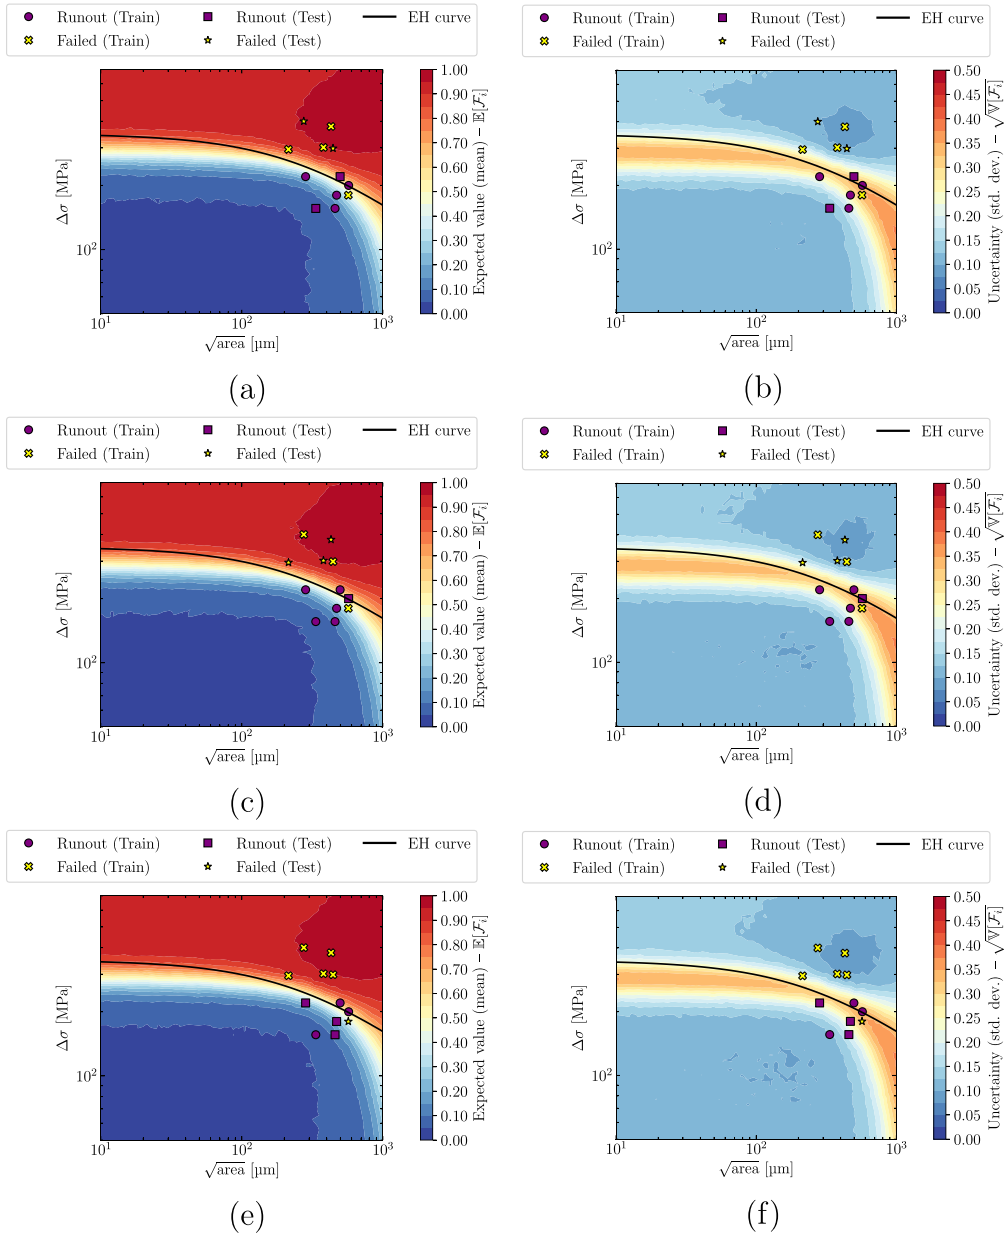 Runout (Train) Runout (Test) EH curve
Failed (Train) Failed (Test)
Δσ [MPa]
10²
10¹ 10² 10³
√area [µm]
1.00
0.90
0.80
0.70
0.60
0.50
0.40
0.30
0.20
0.10
0.00
Expected value (mean) − 𝔼[ℱᵢ]
(a)
Runout (Train) Runout (Test) EH curve
Failed (Train) Failed (Test)
Δσ [MPa]
10²
10¹ 10² 10³
√area [µm]
0.50
0.45
0.40
0.35
0.30
0.25
0.20
0.15
0.10
0.05
0.00
Uncertainty (std. dev.) − √𝕍[ℱᵢ]
(b)
Runout (Train) Runout (Test) EH curve
Failed (Train) Failed (Test)
Δσ [MPa]
10²
10¹ 10² 10³
√area [µm]
1.00
0.90
0.80
0.70
0.60
0.50
0.40
0.30
0.20
0.10
0.00
Expected value (mean) − 𝔼[ℱᵢ]
(c)
Runout (Train) Runout (Test) EH curve
Failed (Train) Failed (Test)
Δσ [MPa]
10²
10¹ 10² 10³
√area [µm]
0.50
0.45
0.40
0.35
0.30
0.25
0.20
0.15
0.10
0.05
0.00
Uncertainty (std. dev.) − √𝕍[ℱᵢ]
(d)
Runout (Train) Runout (Test) EH curve
Failed (Train) Failed (Test)
Δσ [MPa]
10²
10¹ 10² 10³
√area [µm]
1.00
0.90
0.80
0.70
0.60
0.50
0.40
0.30
0.20
0.10
0.00
Expected value (mean) − 𝔼[ℱᵢ]
(e)
Runout (Train) Runout (Test) EH curve
Failed (Train) Failed (Test)
Δσ [MPa]
10²
10¹ 10² 10³
√area [µm]
0.50
0.45
0.40
0.35
0.30
0.25
0.20
0.15
0.10
0.05
0.00
Uncertainty (std. dev.) − √𝕍[ℱᵢ]
(f)